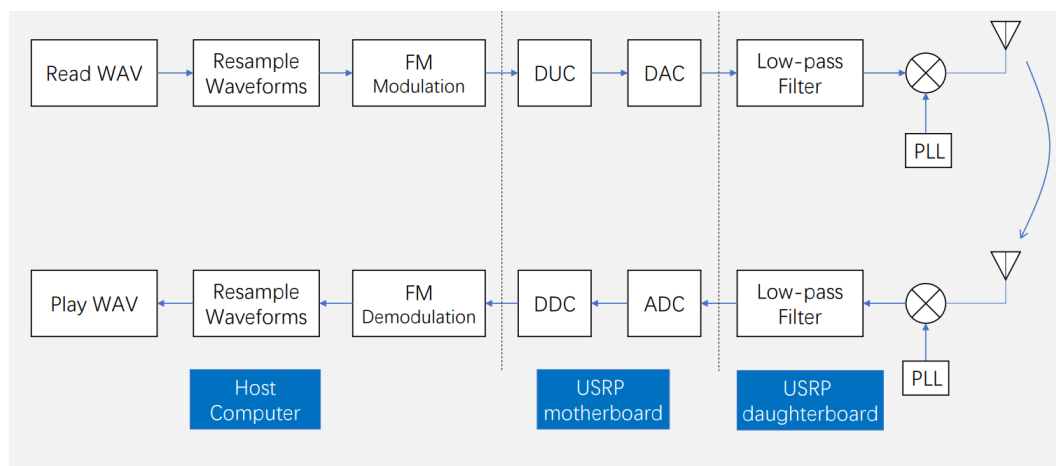 Read WAV
Resample
Waveforms
FM
Modulation
DUC
DAC
Low-pass
Filter
PLL
Play WAV
Resample
Waveforms
FM
Demodulation
DDC
ADC
Low-pass
Filter
PLL
Host
Computer
USRP
motherboard
USRP
daughterboard